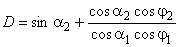 D = sin α₂ + (cos α₂ cos φ₂)/(cos α₁ cos φ₁)